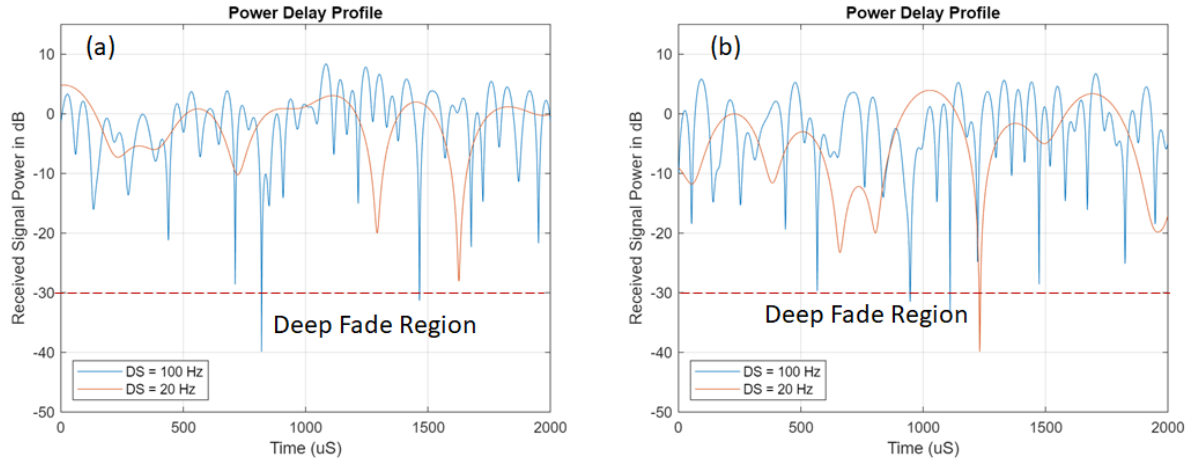 Power Delay Profile
(a)
10
0
-10
-20
-30
-40
-50
Received Signal Power in dB
Deep Fade Region
DS = 100 Hz
DS = 20 Hz
0 500 1000 1500 2000
Time (uS)
Power Delay Profile
(b)
10
0
-10
-20
-30
-40
-50
Received Signal Power in dB
Deep Fade Region
DS = 100 Hz
DS = 20 Hz
0 500 1000 1500 2000
Time (uS)